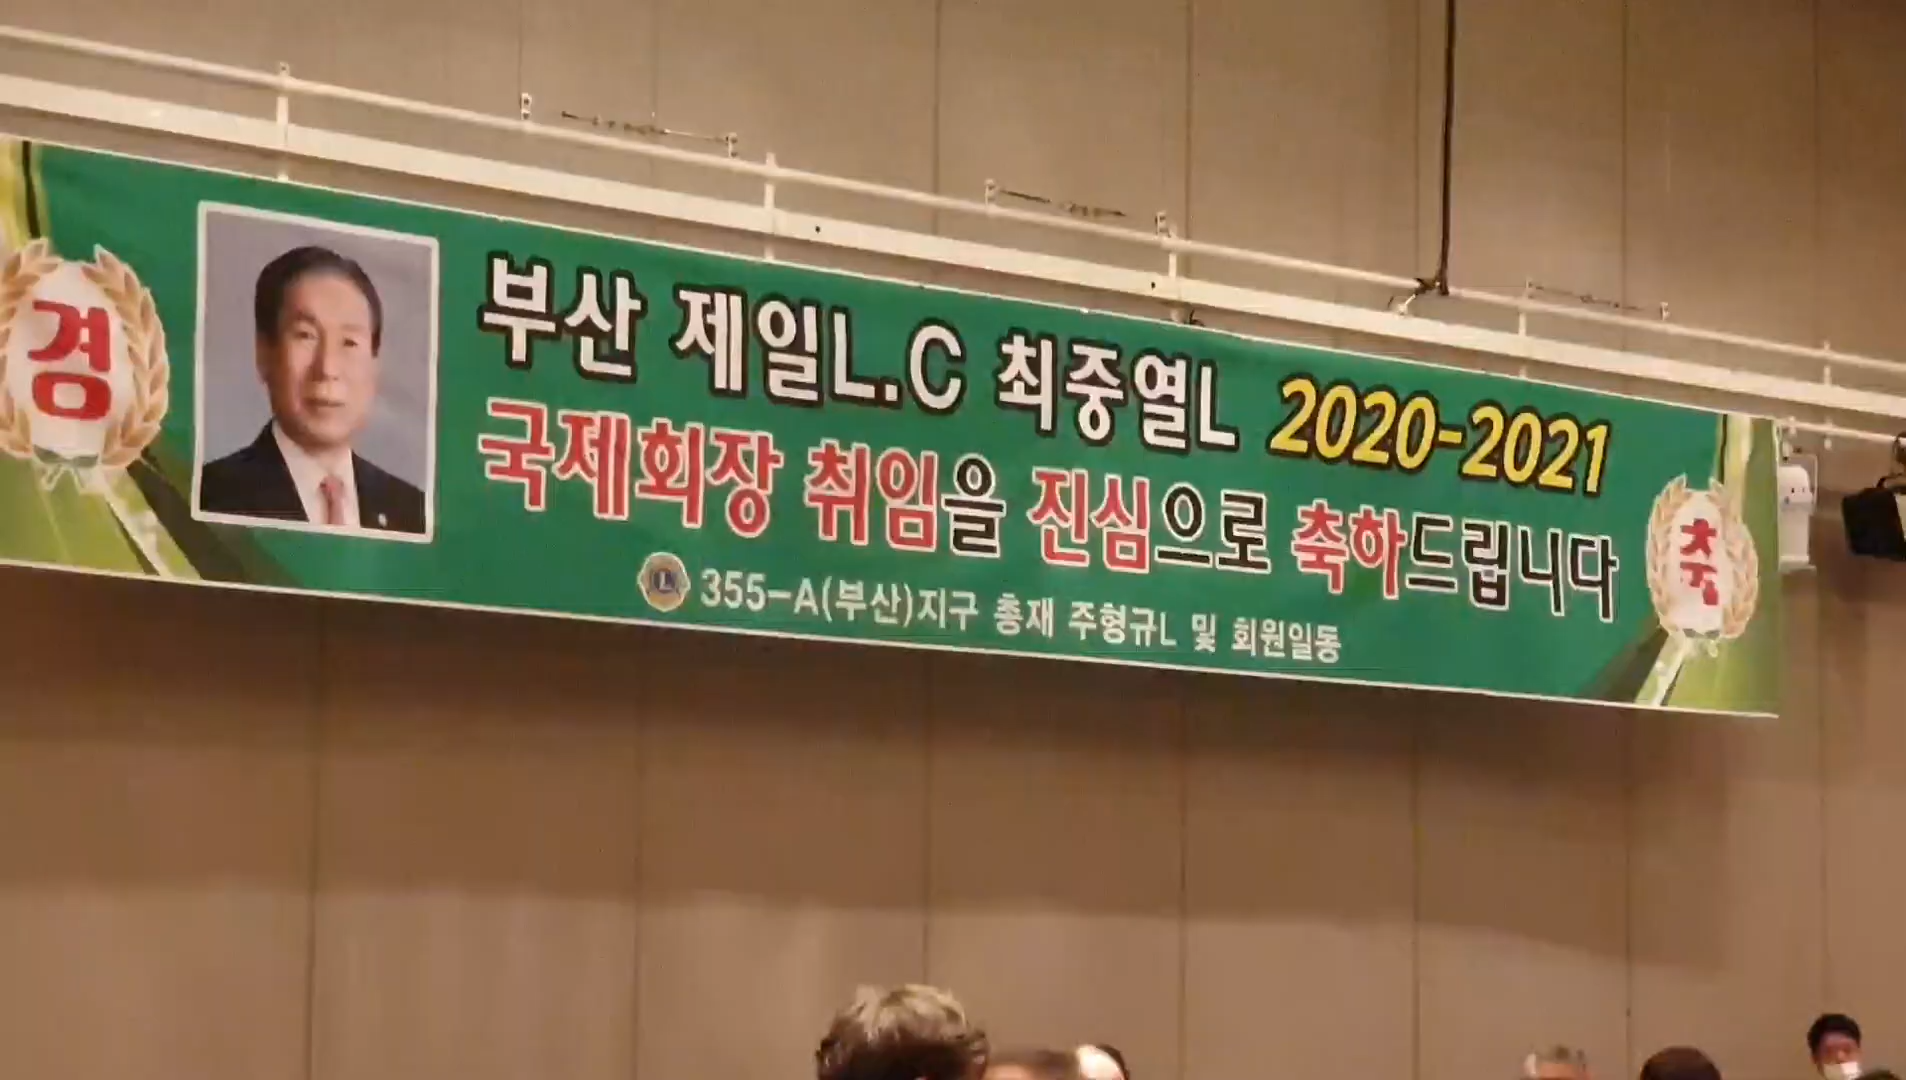 경
부산 제일L.C 최중열L 2020-2021
국제회장 취임을 진심으로 축하드립니다
L 355-A(부산)지구 총재 주형규L 및 회원일동
축